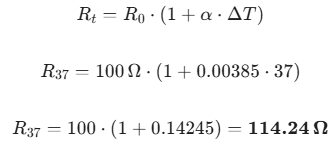 R_t = R_0 · (1 + α · ΔT)
R_37 = 100 Ω · (1 + 0.00385 · 37)
R_37 = 100 · (1 + 0.14245) = 114.24 Ω